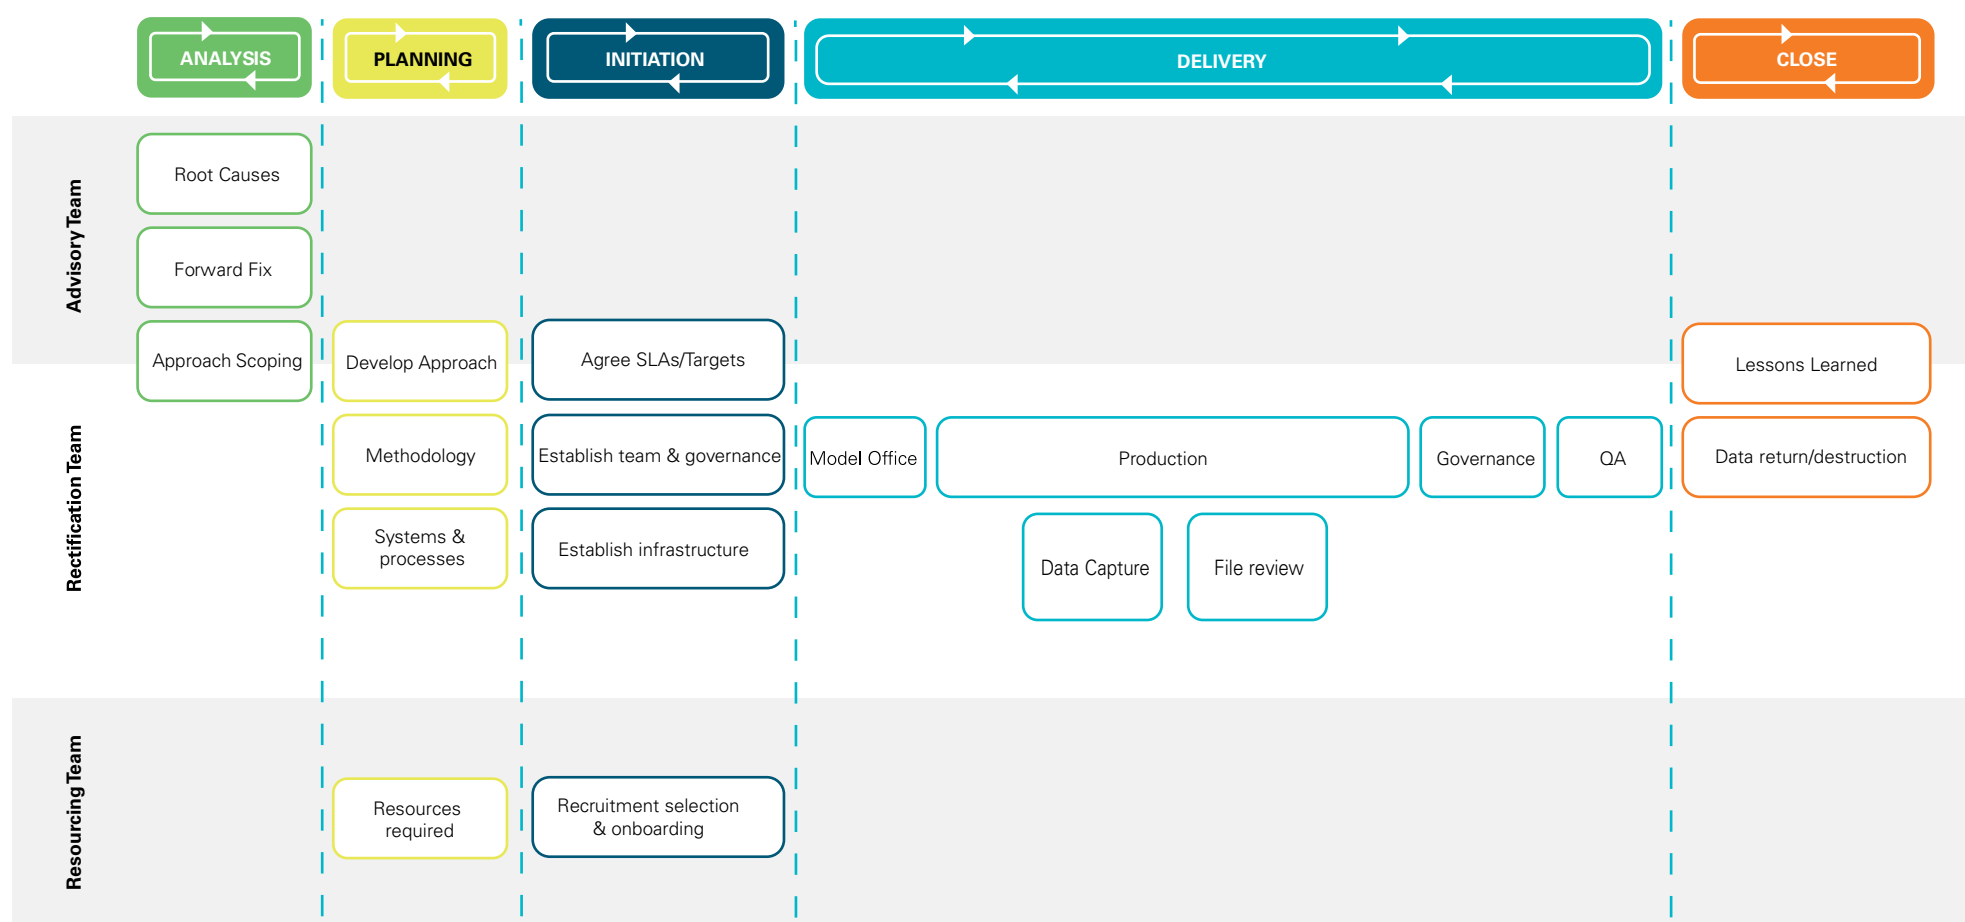 ANALYSIS
PLANNING
INITIATION
DELIVERY
CLOSE
Advisory Team
Root Causes
Forward Fix
Approach Scoping
Develop Approach
Agree SLAs/Targets
Lessons Learned
Rectification Team
Methodology
Establish team & governance
Model Office
Production
Governance
QA
Data return/destruction
Systems &
processes
Establish infrastructure
Data Capture
File review
Resourcing Team
Resources
required
Recruitment selection
& onboarding